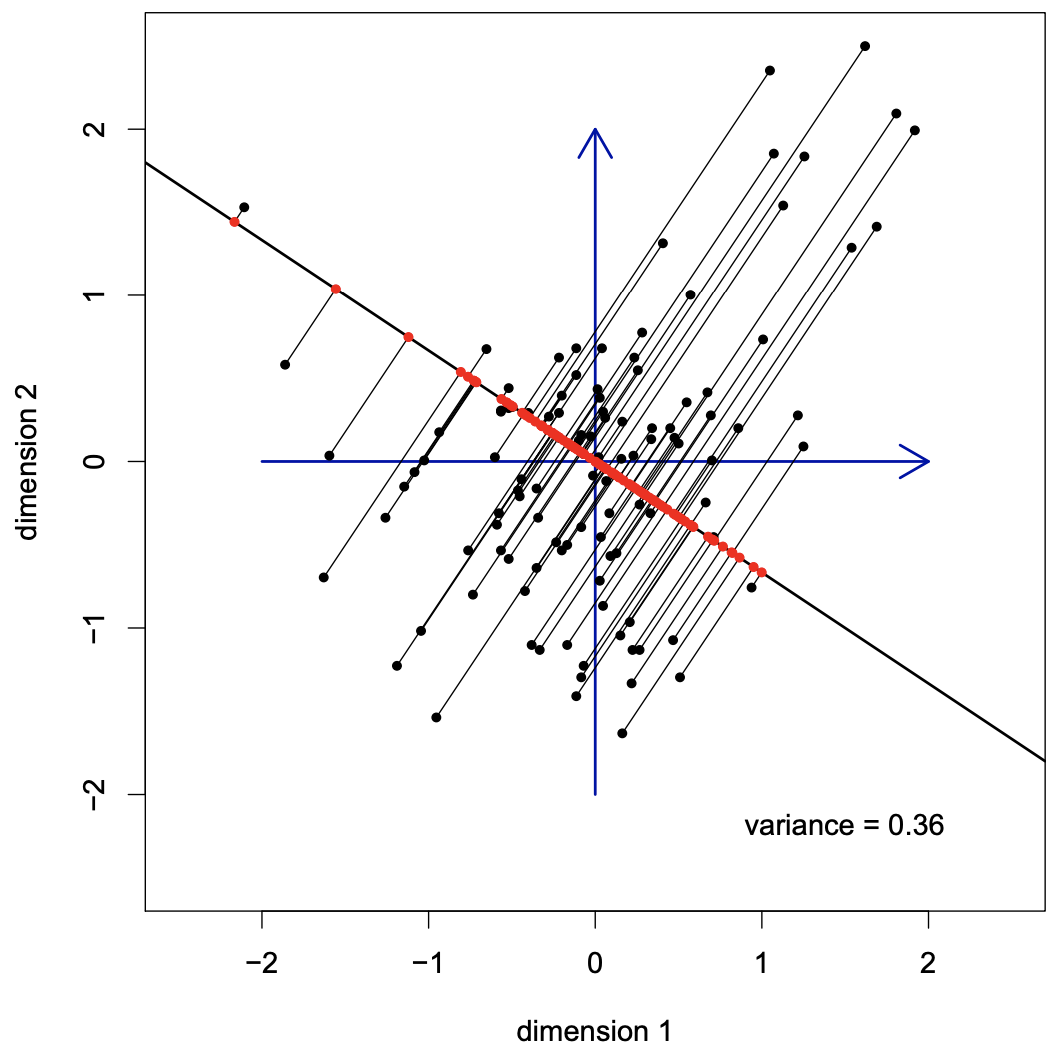 2
1
0
−1
−2
dimension 2
variance = 0.36
−2 −1 0 1 2
dimension 1